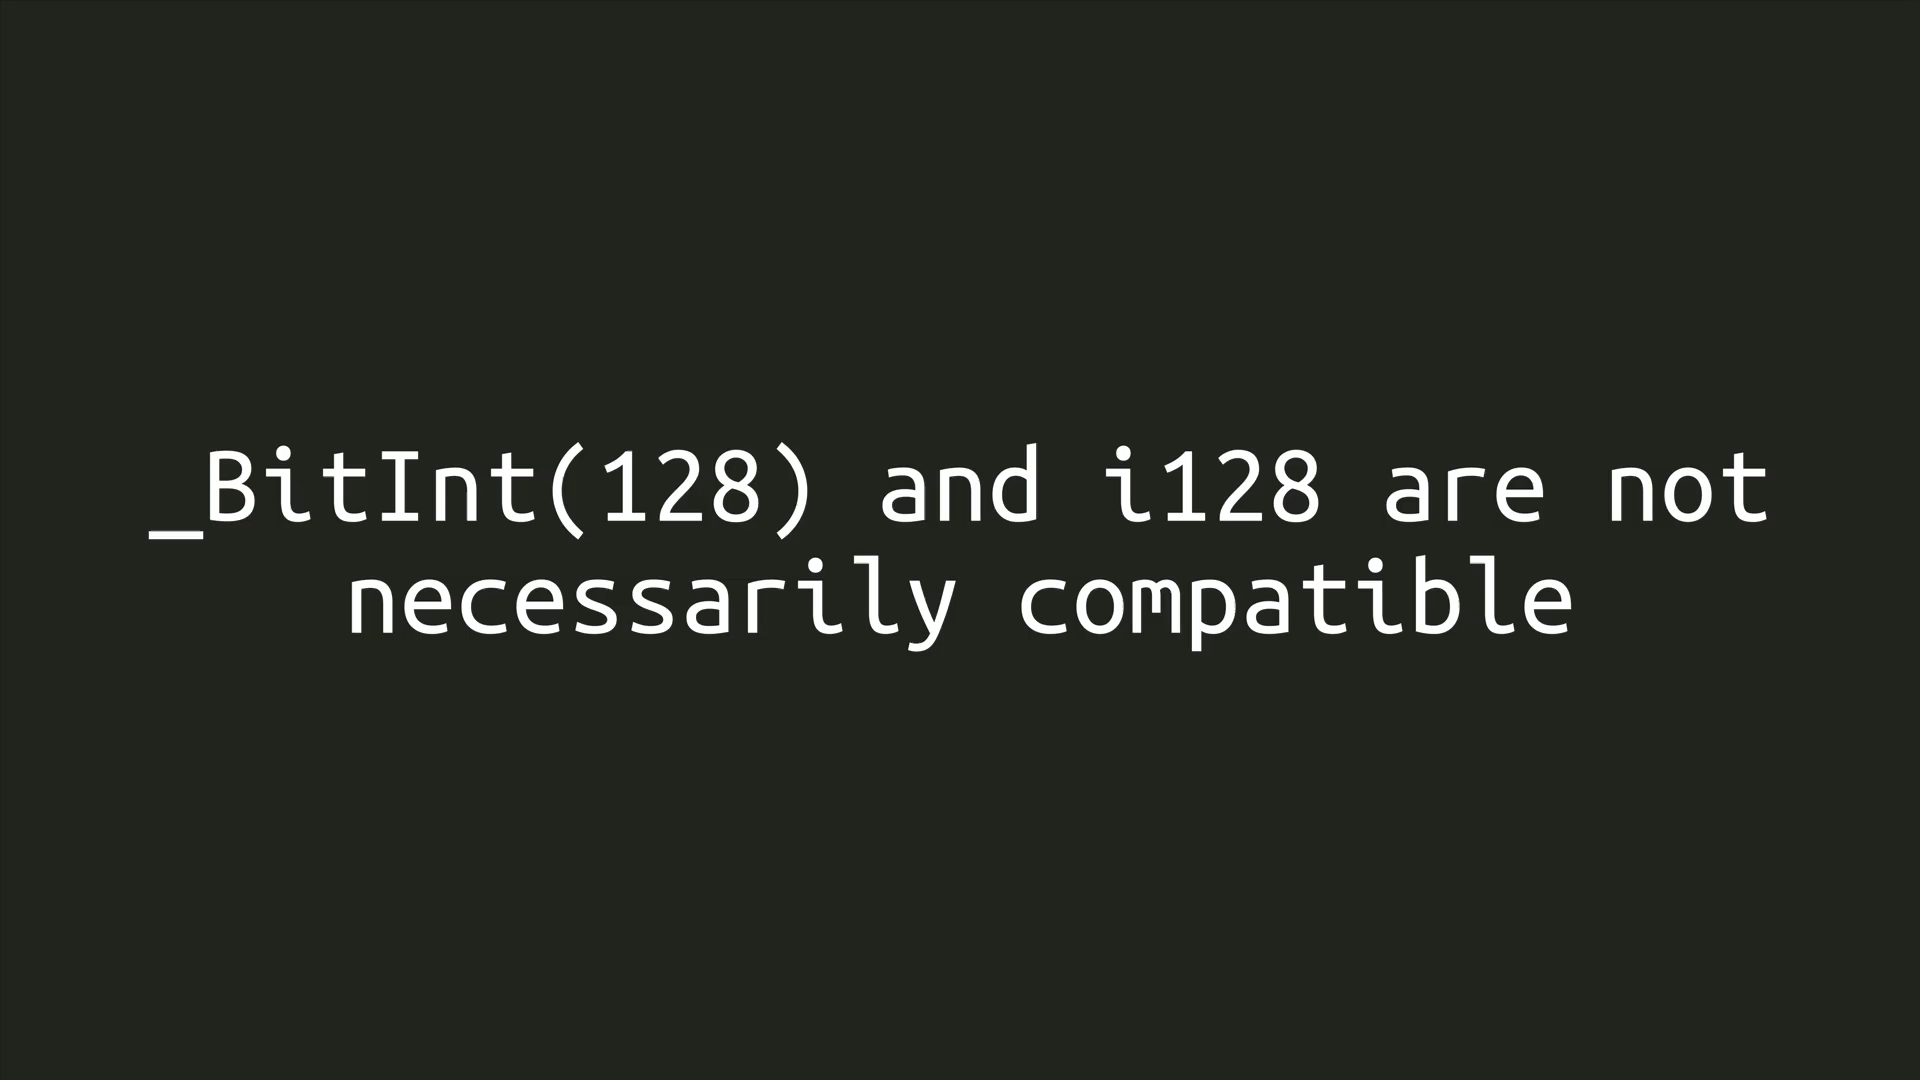 _BitInt(128) and i128 are not
necessarily compatible